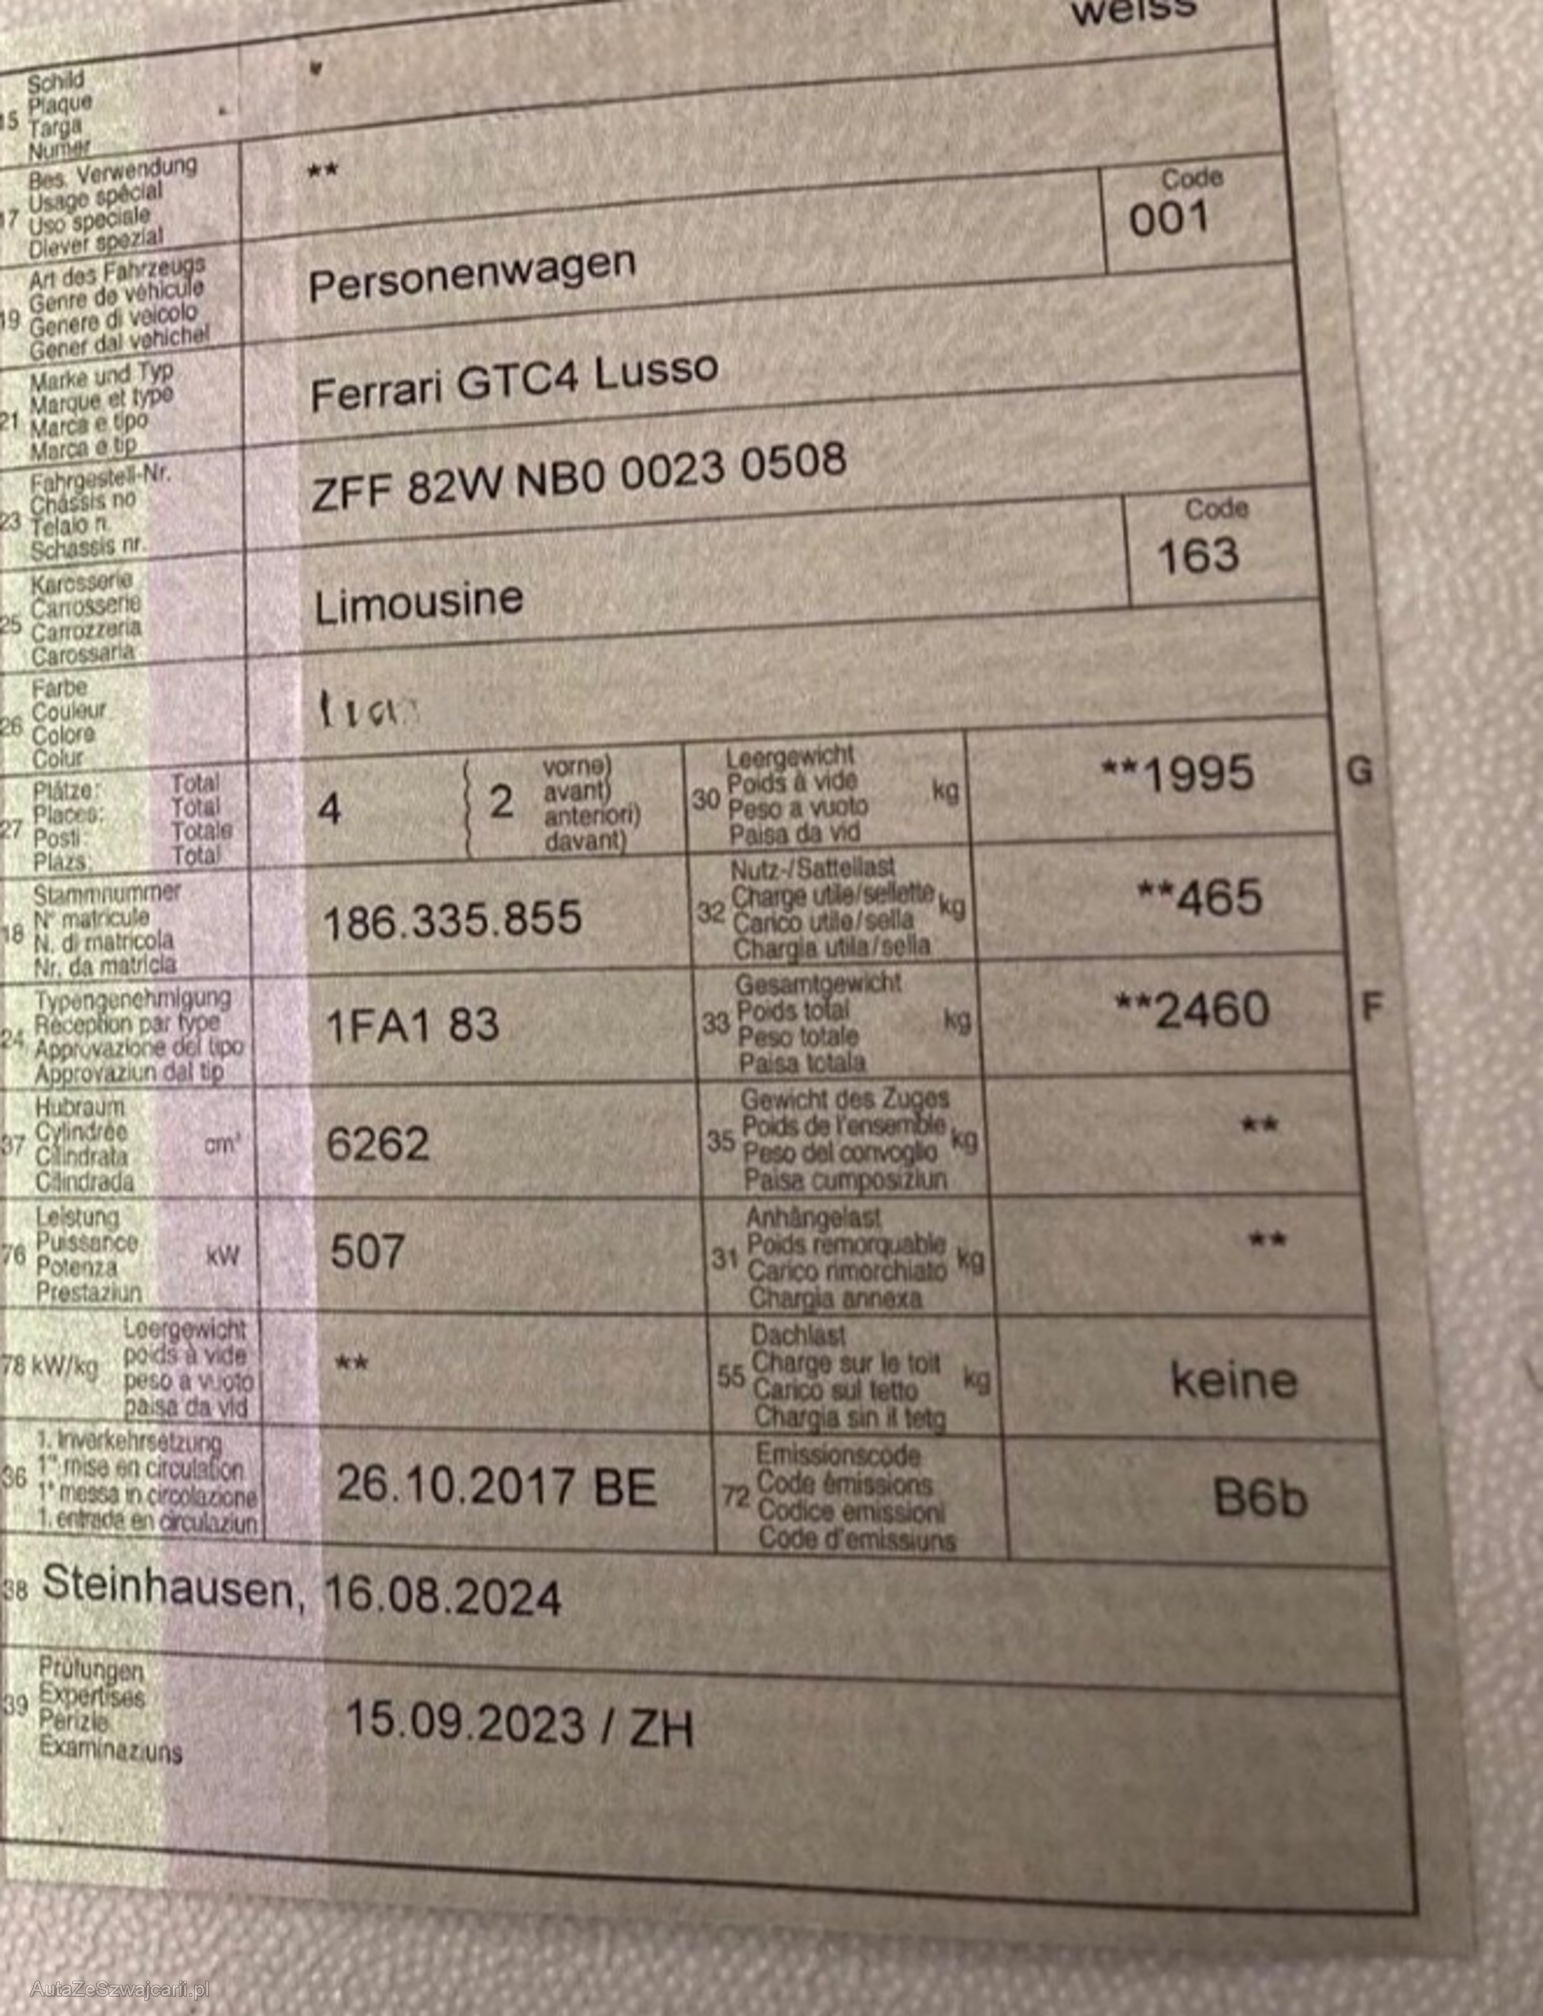 weiss
15 Schild
Plaque
Targa
Numer
17 Bes. Verwendung
Usage spécial
Uso speciale
Diever spezial
**
19 Art des Fahrzeugs
Genre de véhicule
Genere di veicolo
Gener dal vehichel
Personenwagen
Code
001
21 Marke und Typ
Marque et type
Marca e tipo
Marca e tip
Ferrari GTC4 Lusso
23 Fahrgestell-Nr.
Châssis no
Telaio n.
Schassis nr.
ZFF 82W NB0 0023 0508
25 Karosserie
Carrosserie
Carrozzeria
Carossaria
Limousine
Code
163
26 Farbe
Couleur
Colore
Colur
27 Plätze: Total
Places: Total
Posti: Totale
Plazs: Total
4 { 2 vorne)
avant)
anteriori)
davant)
30 Leergewicht
Poids à vide
Peso a vuoto
Paisa da vid
kg
**1995 G
18 Stammnummer
N° matricule
N. di matricola
Nr. da matricla
186.335.855
32 Nutz-/Sattellast
Charge utile/sellette
Carico utile/sella
Chargia utila/sella
kg
**465
24 Typengenehmigung
Réception par type
Approvazione del tipo
Approvaziun dal tip
1FA1 83
33 Gesamtgewicht
Poids total
Peso totale
Paisa totala
kg
**2460 F
37 Hubraum
Cylindrée
Cilindrata
Cilindrada
cm³
6262
35 Gewicht des Zuges
Poids de l'ensemble
Peso del convoglio
Paisa cumposiziun
kg
**
76 Leistung
Puissance
Potenza
Prestaziun
kW
507
31 Anhängelast
Poids remorquable
Carico rimorchiato
Chargia annexa
kg
**
78 kW/kg Leergewicht
poids à vide
peso a vuoto
paisa da vid
**
55 Dachlast
Charge sur le toit
Carico sul tetto
Chargia sin il tetg
kg
keine
36 1. Inverkehrsetzung
1re mise en circulation
1a messa in circolazione
1. entrada en circulaziun
26.10.2017 BE
72 Emissionscode
Code émissions
Codice emissioni
Code d'emissiuns
B6b
38 Steinhausen, 16.08.2024
39 Prüfungen
Expertises
Perizie
Examinaziuns
15.09.2023 / ZH
AutaZeSzwajcarii.pl